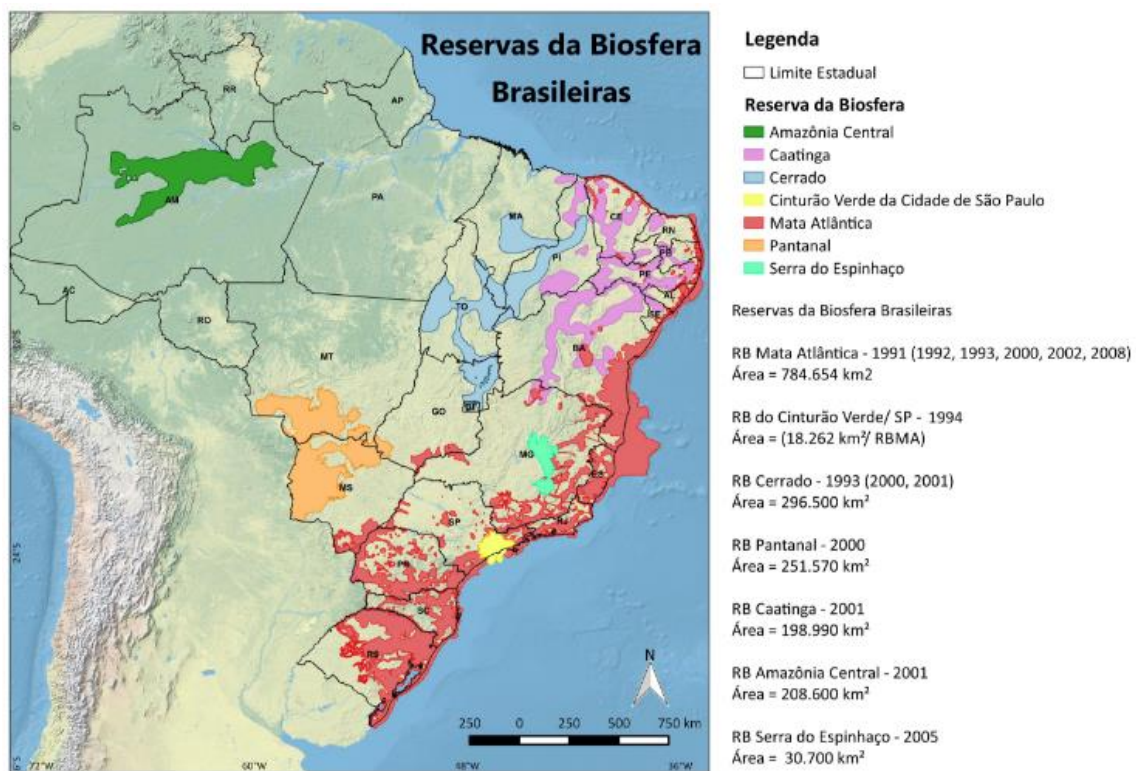 Reservas da Biosfera
Brasileiras
RR
AP
AM
PA
MA
CE
RN
PB
PE
PI
AL
SE
AC
RO
TO
BA
MT
GO
DF
MG
ES
MS
SP
RJ
PR
SC
RS
0°
24°S
72°W
60°W
48°W
36°W
N
250 0 250 500 750 km
Legenda
Limite Estadual
Reserva da Biosfera
Amazônia Central
Caatinga
Cerrado
Cinturão Verde da Cidade de São Paulo
Mata Atlântica
Pantanal
Serra do Espinhaço
Reservas da Biosfera Brasileiras
RB Mata Atlântica - 1991 (1992, 1993, 2000, 2002, 2008)
Área = 784.654 km2
RB do Cinturão Verde/ SP - 1994
Área = (18.262 km²/ RBMA)
RB Cerrado - 1993 (2000, 2001)
Área = 296.500 km²
RB Pantanal - 2000
Área = 251.570 km²
RB Caatinga - 2001
Área = 198.990 km²
RB Amazônia Central - 2001
Área = 208.600 km²
RB Serra do Espinhaço - 2005
Área = 30.700 km²